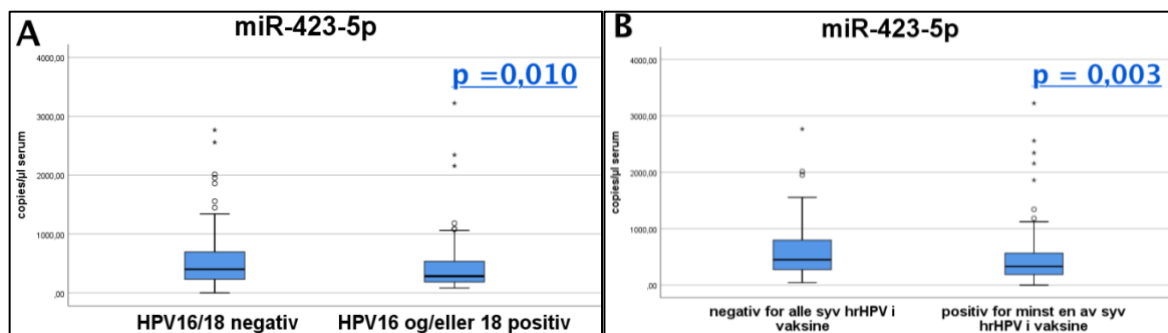 A
miR-423-5p
p =0,010
copies/µl serum
4000,00
3000,00
2000,00
1000,00
,00
HPV16/18 negativ
HPV16 og/eller 18 positiv
B
miR-423-5p
p = 0,003
copies/µl serum
4000,00
3000,00
2000,00
1000,00
,00
negativ for alle syv hrHPV i
vaksine
positiv for minst en av syv
hrHPV i vaksine